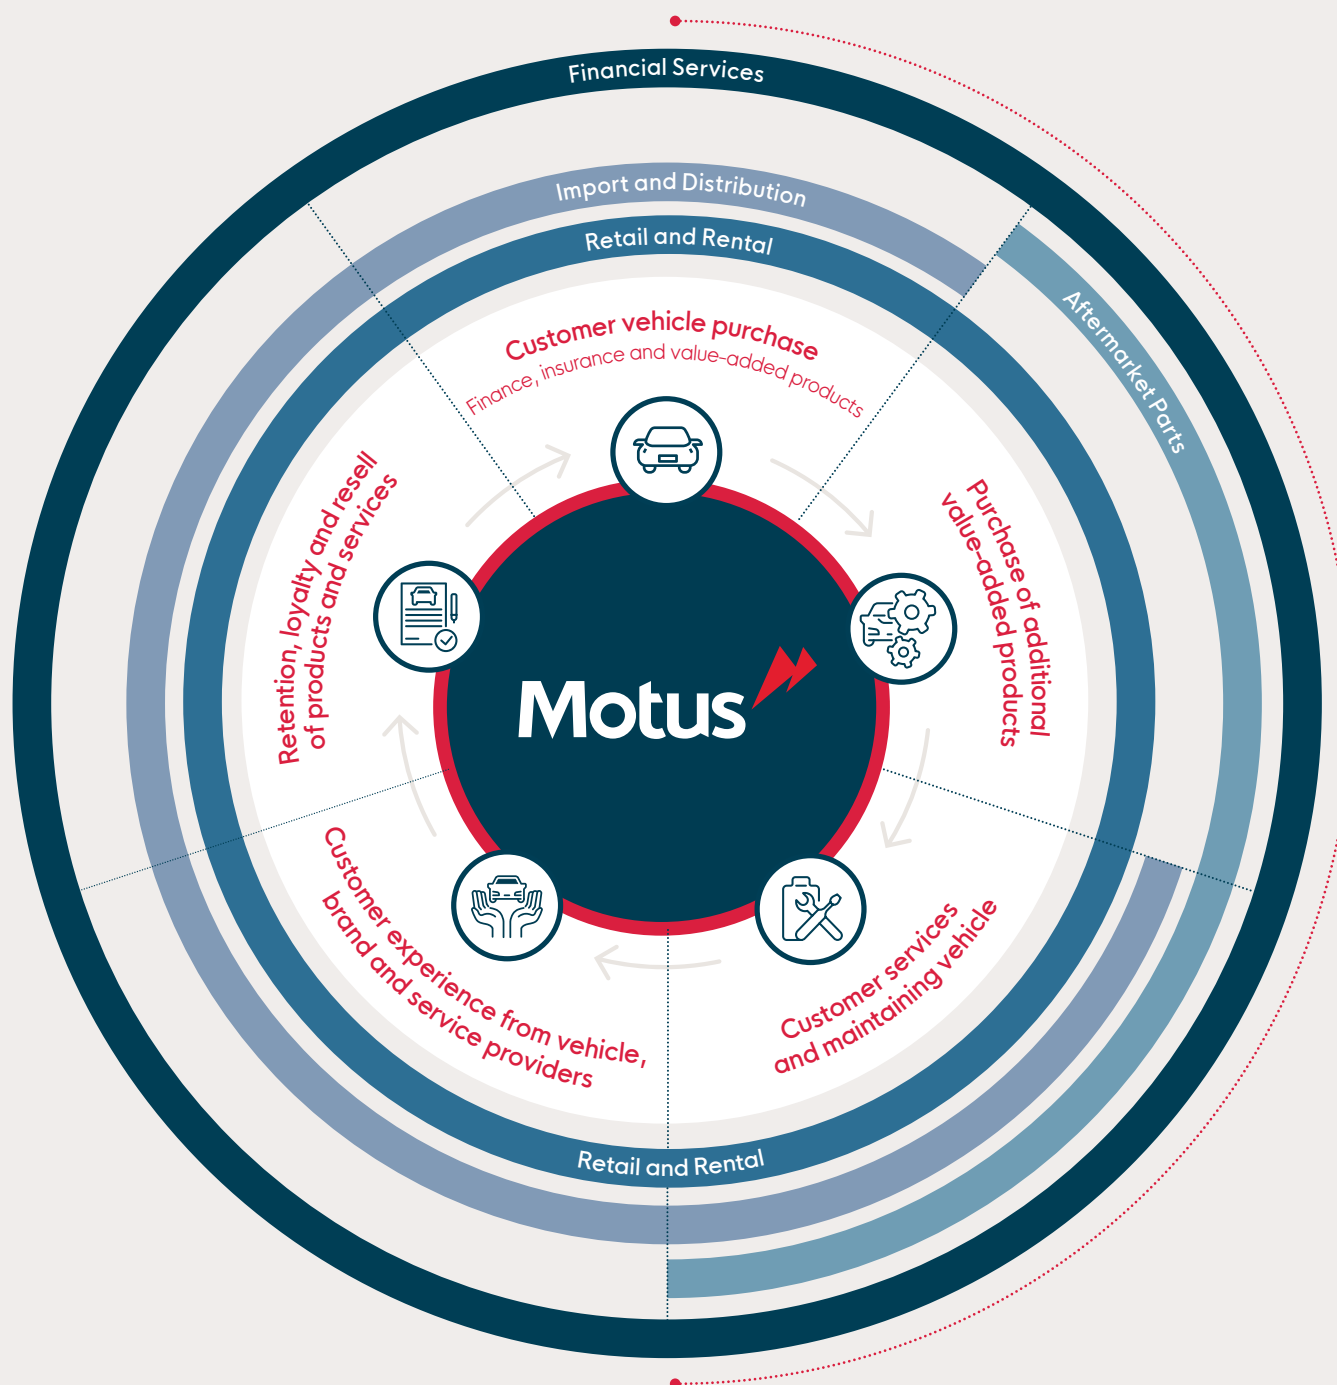 Financial Services
Import and Distribution
Retail and Rental
Customer vehicle purchase
Finance, insurance and value-added products
Aftermarket Parts
Purchase of additional
value-added products
Customer services
and maintaining vehicle
Customer experience from vehicle,
brand and service providers
Retention, loyalty and resell
of products and services
Motus
Retail and Rental